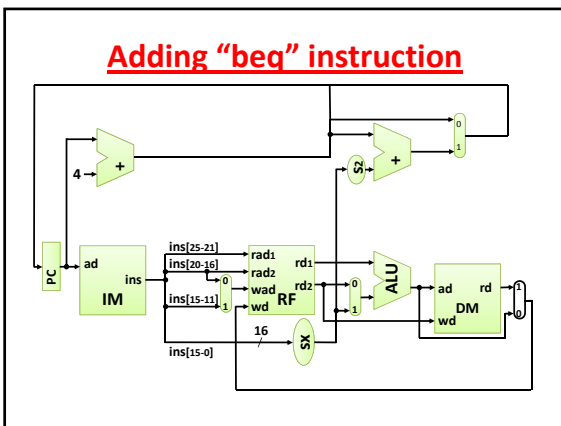 Adding “beq” instruction
0
1
4
+
S2
+
PC
ad
ins
IM
ins[25-21]
ins[20-16]
ins[15-11]
ins[15-0]
0
1
16
rad1
rad2
wad
wd
RF
rd1
rd2
sx
0
1
ALU
ad
wd
rd
DM
1
0